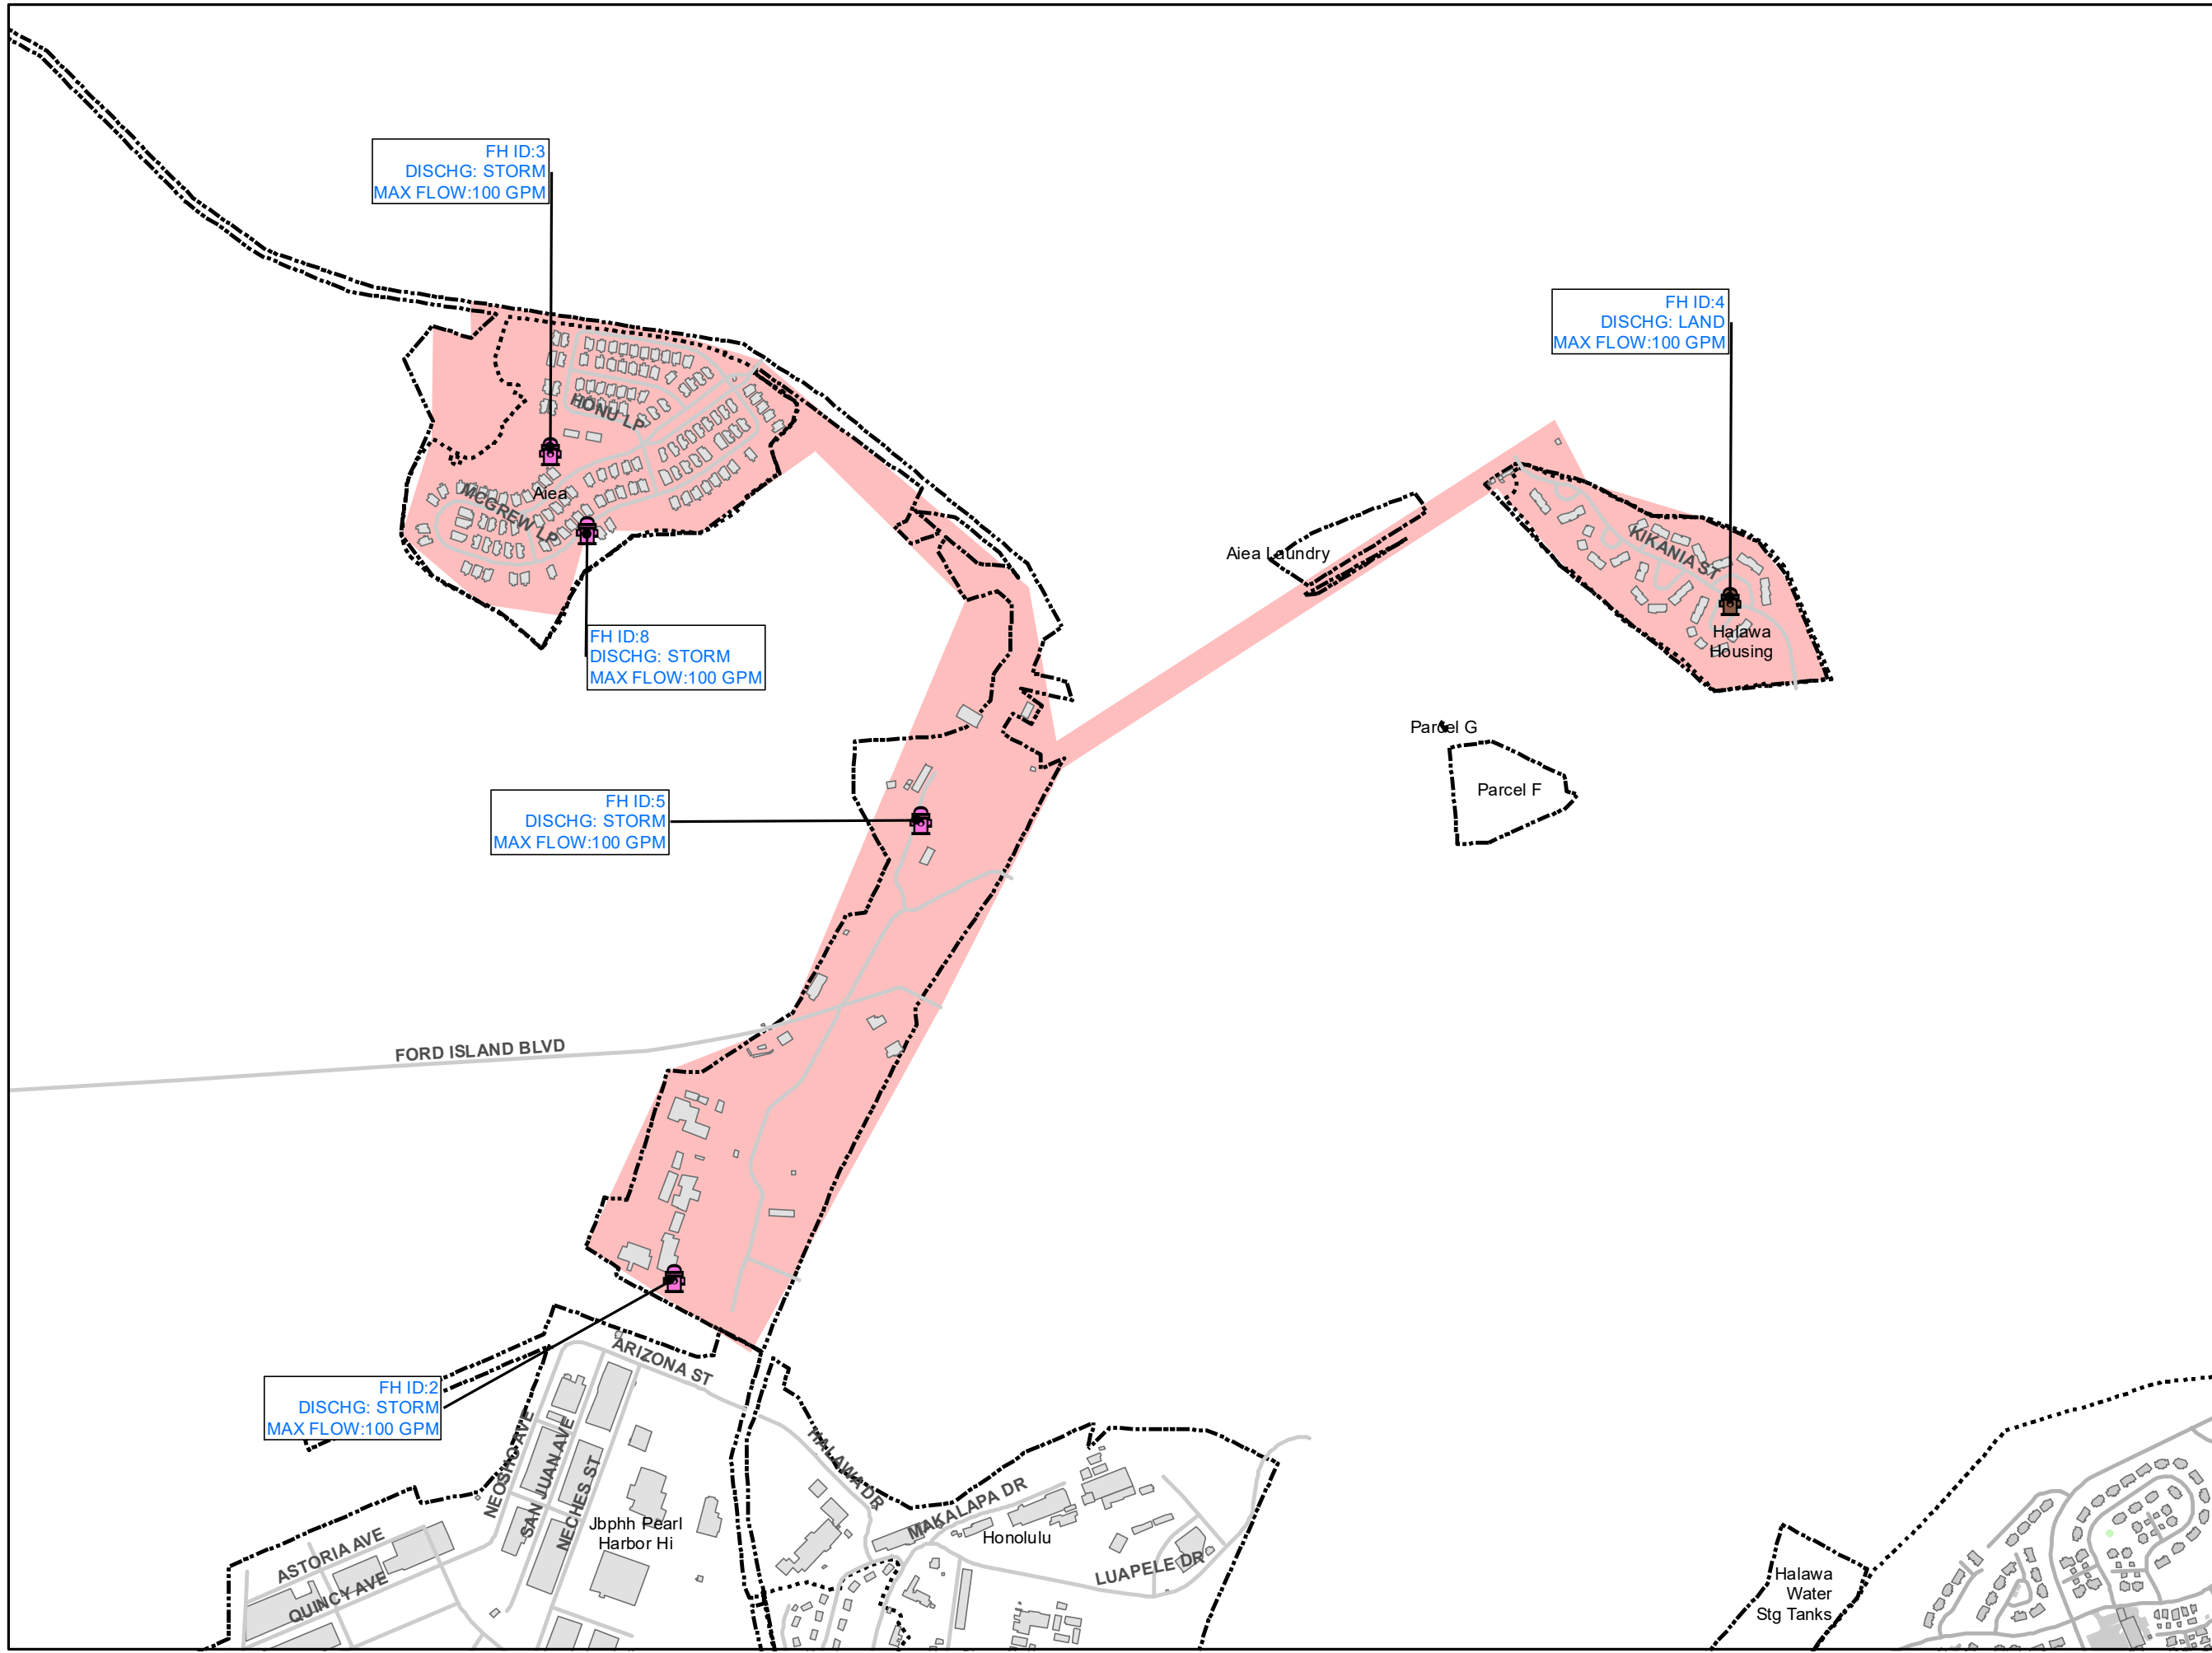 FH ID:3
DISCHG: STORM
MAX FLOW:100 GPM
FH ID:4
DISCHG: LAND
MAX FLOW:100 GPM
HONU LP
MCGREW LP
Aiea
Aiea Laundry
KIKANIA ST
Halawa
Housing
FH ID:8
DISCHG: STORM
MAX FLOW:100 GPM
Parcel G
Parcel F
FH ID:5
DISCHG: STORM
MAX FLOW:100 GPM
FORD ISLAND BLVD
ARIZONA ST
FH ID:2
DISCHG: STORM
MAX FLOW:100 GPM
NEOSHO AVE
SAN JUAN AVE
NECHES ST
HALAWA DR
MAKALAPA DR
Jbphh Pearl
Harbor Hi
Honolulu
ASTORIA AVE
QUINCY AVE
LUAPELE DR
Halawa
Water
Stg Tanks